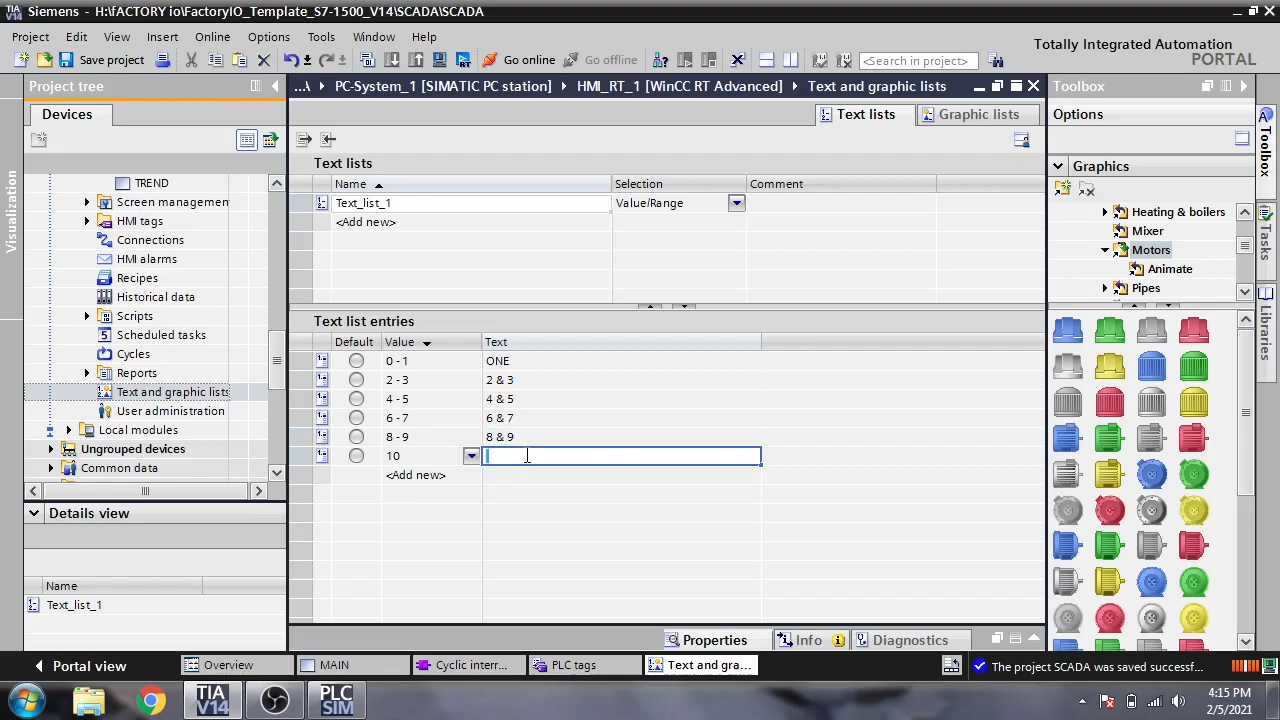 Siemens - H:\fACTORY io\FactoryIO_Template_S7-1500_V14\SCADA\SCADA
Project Edit View Insert Online Options Tools Window Help
Totally Integrated Automation
PORTAL
Save project
Go online
Go offline
<Search in project>
Project tree
...\ PC-System_1 [SIMATIC PC station] HMI_RT_1 [WinCC RT Advanced] Text and graphic lists
Toolbox
Devices
Text lists
Graphic lists
Options
Text lists
Graphics
Name
Selection
Comment
Text_list_1
Value/Range
<Add new>
TREND
Screen managemen
HMI tags
Connections
HMI alarms
Recipes
Historical data
Scripts
Scheduled tasks
Cycles
Reports
Text and graphic lists
User administration
Local modules
Ungrouped devices
Common data
Heating & boilers
Mixer
Motors
Animate
Pipes
Text list entries
Default Value Text
0 - 1 ONE
2 - 3 2 & 3
4 - 5 4 & 5
6 - 7 6 & 7
8 - 9 8 & 9
10
<Add new>
Details view
Name
Text_list_1
Properties
Info
Diagnostics
Portal view
Overview
MAIN
Cyclic interr...
PLC tags
Text and gra...
The project SCADA was saved successf...
Visualization
Toolbox
Tasks
Libraries
TIA V14
PLC SIM
4:15 PM
2/5/2021